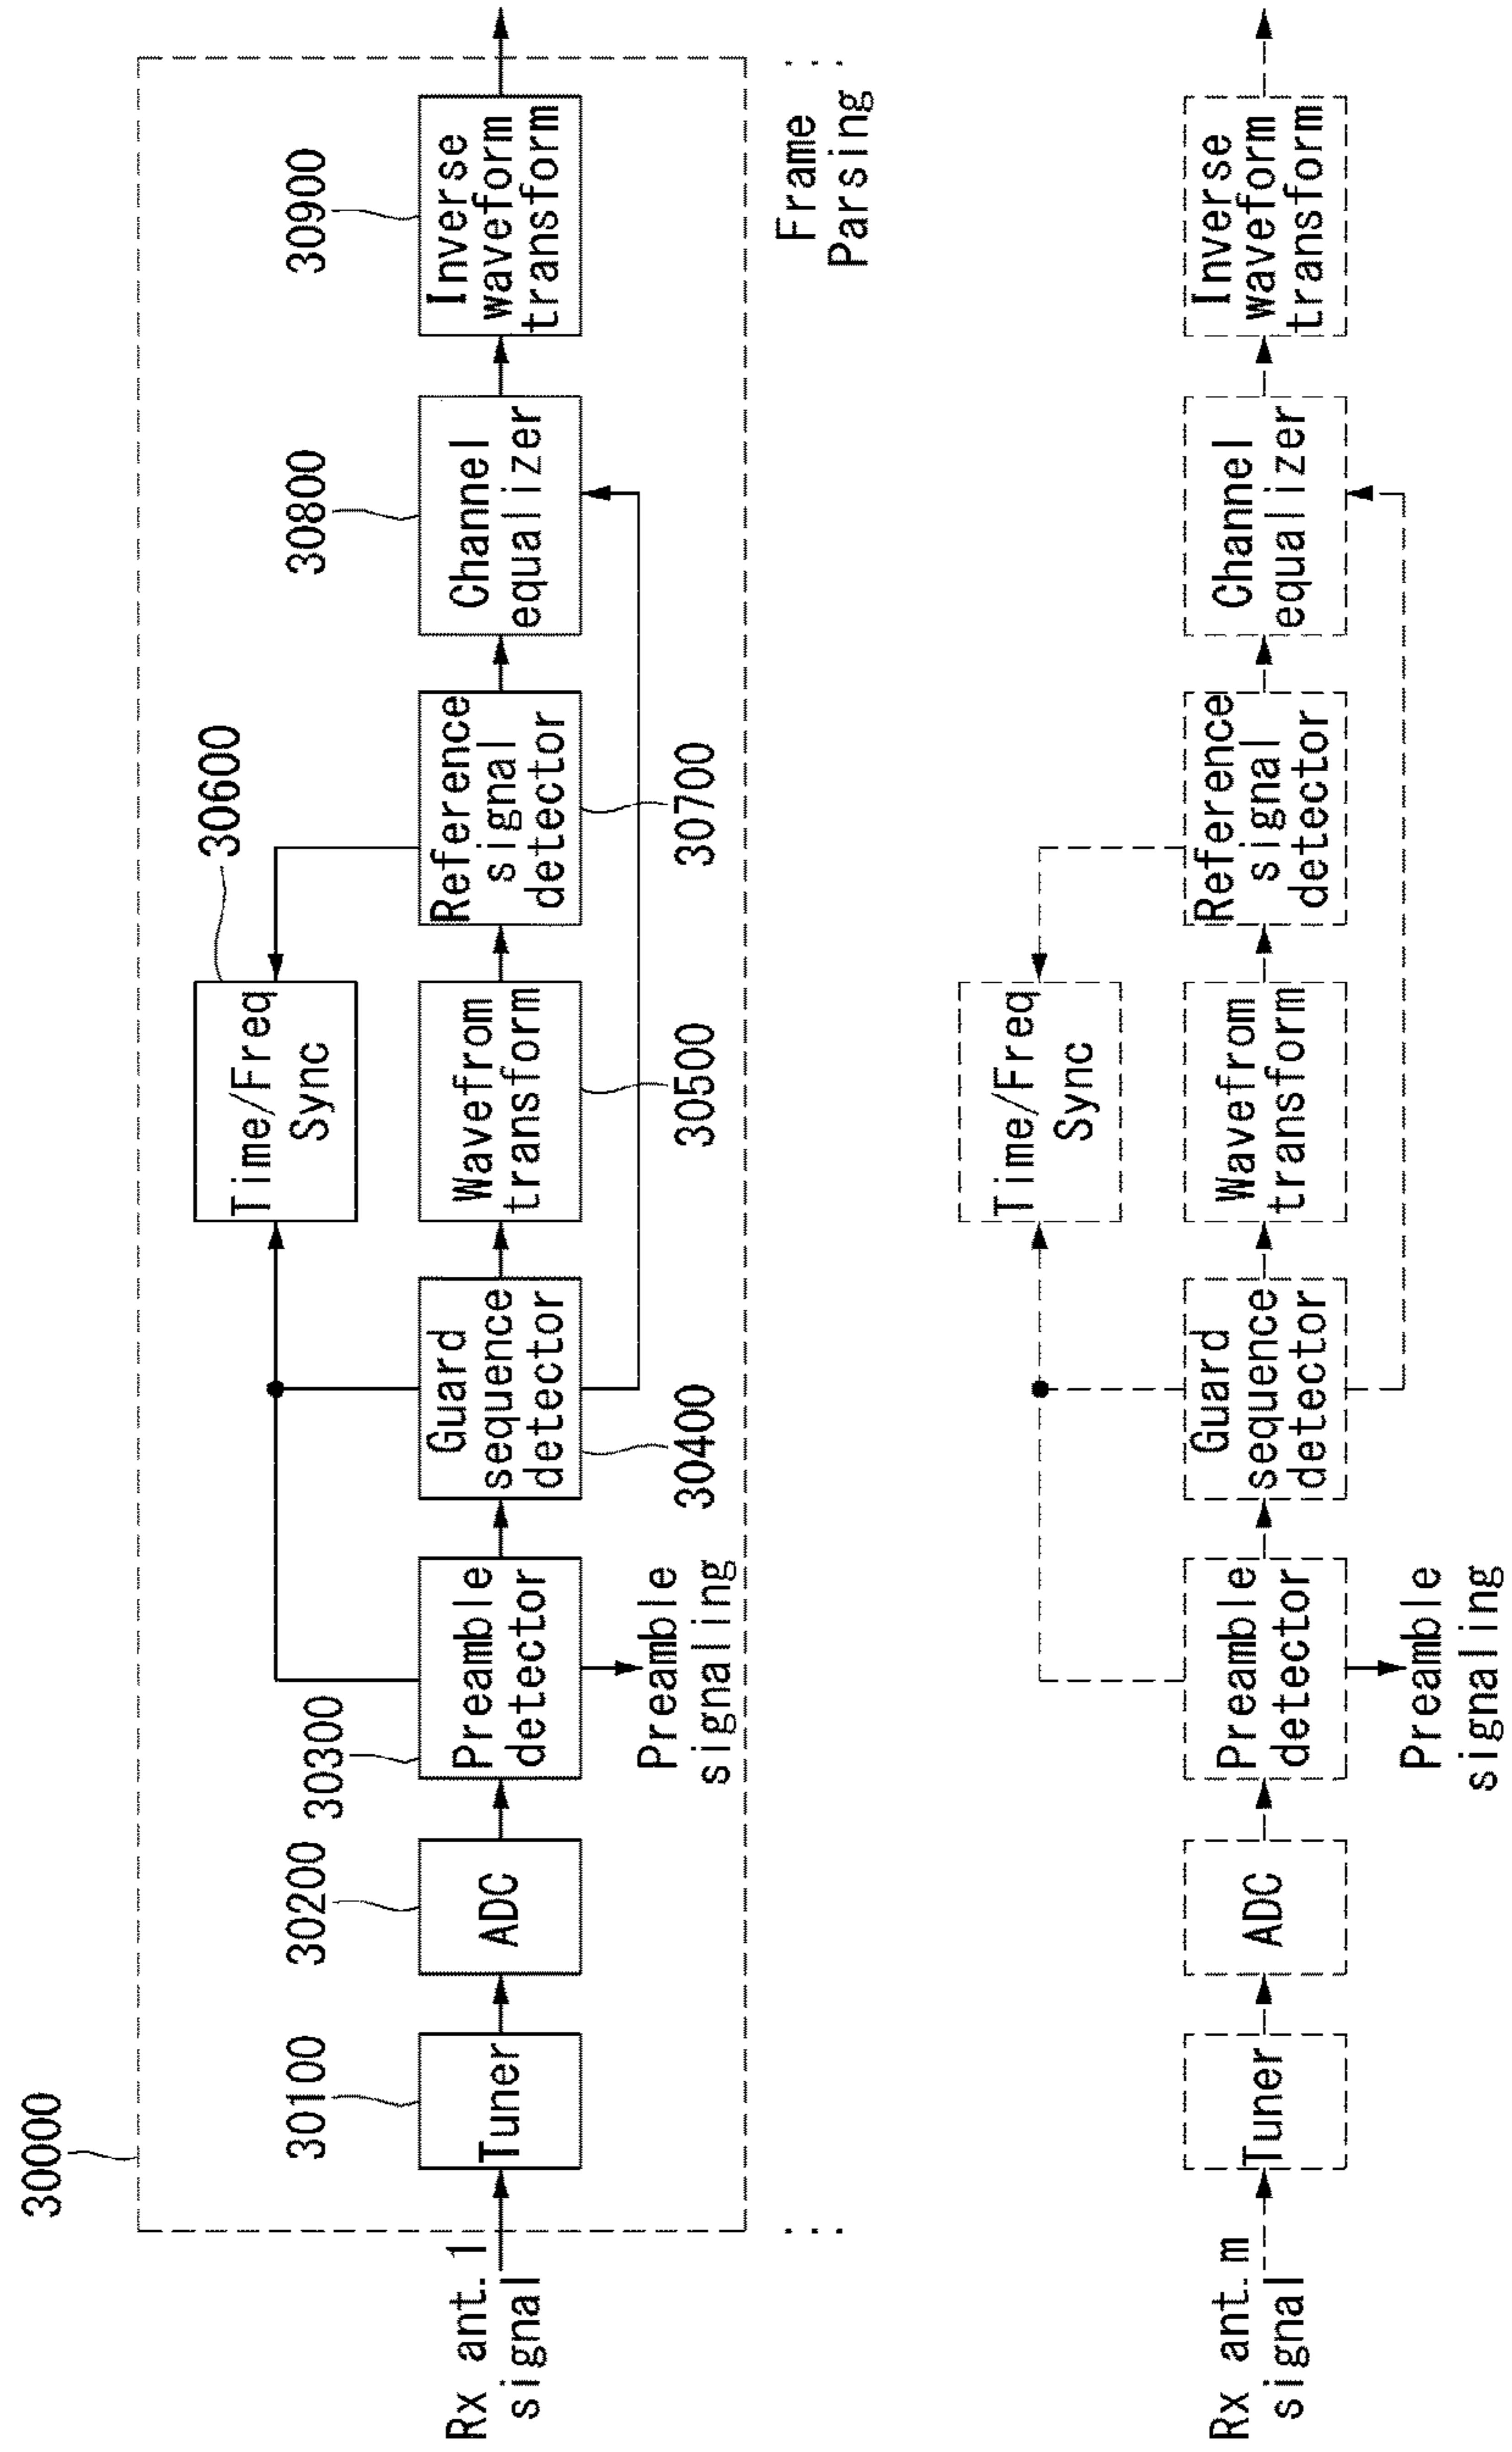 30000
30100
30200
30300
30600
30800
30900
Rx ant. 1
signal
Tuner
ADC
Preamble
detector
Guard
sequence
detector
Time/Freq
Sync
Wavefrom
transform
Reference
signal
detector
Channel
equalizer
Inverse
waveform
transform
Preamble
signaling
30400
30500
30700
Frame
Parsing
...
...
Rx ant. m
signal
Tuner
ADC
Preamble
detector
Guard
sequence
detector
Time/Freq
Sync
Wavefrom
transform
Reference
signal
detector
Channel
equalizer
Inverse
waveform
transform
Preamble
signaling